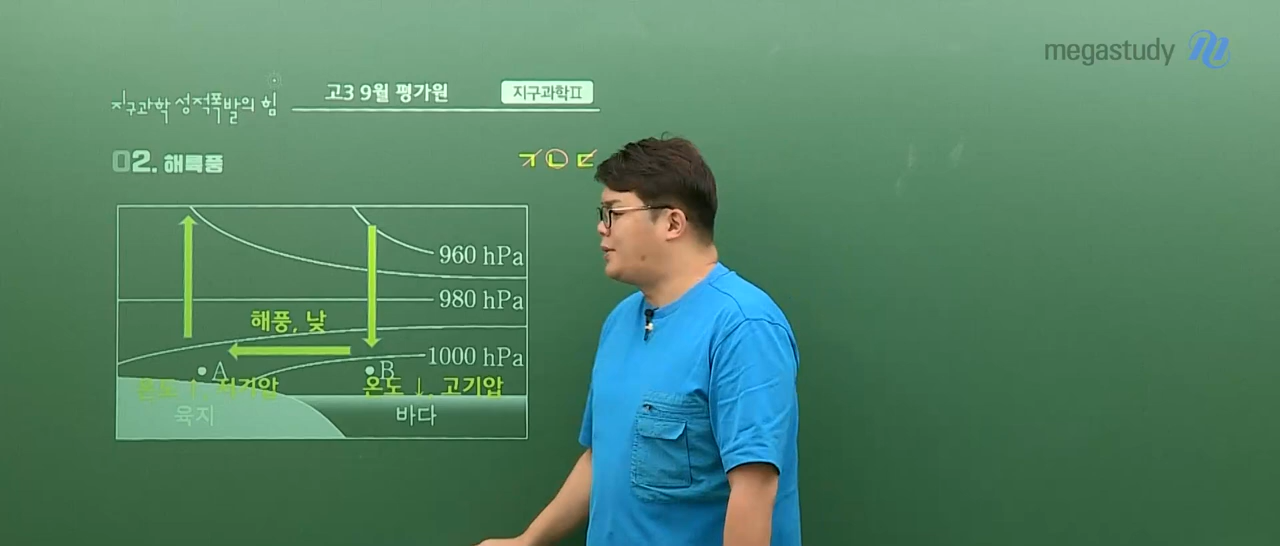 megastudy
지구과학 성적폭발의 힘
고3 9월 평가원
지구과학Ⅱ
02. 해륙풍
ㄱ ㄴ ㄷ
960 hPa
980 hPa
해풍, 낮
1000 hPa
A
B
온도 ↑, 저기압
온도 ↓, 고기압
육지
바다